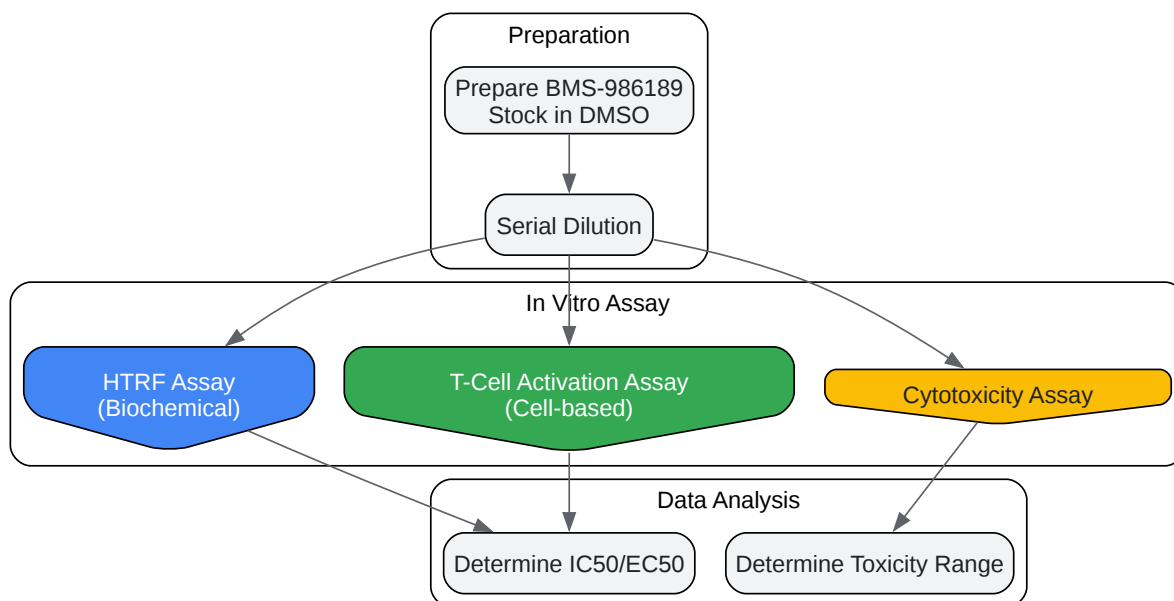 Preparation
Prepare BMS-986189
Stock in DMSO
Serial Dilution
In Vitro Assay
HTRF Assay
(Biochemical)
T-Cell Activation Assay
(Cell-based)
Cytotoxicity Assay
Data Analysis
Determine IC50/EC50
Determine Toxicity Range